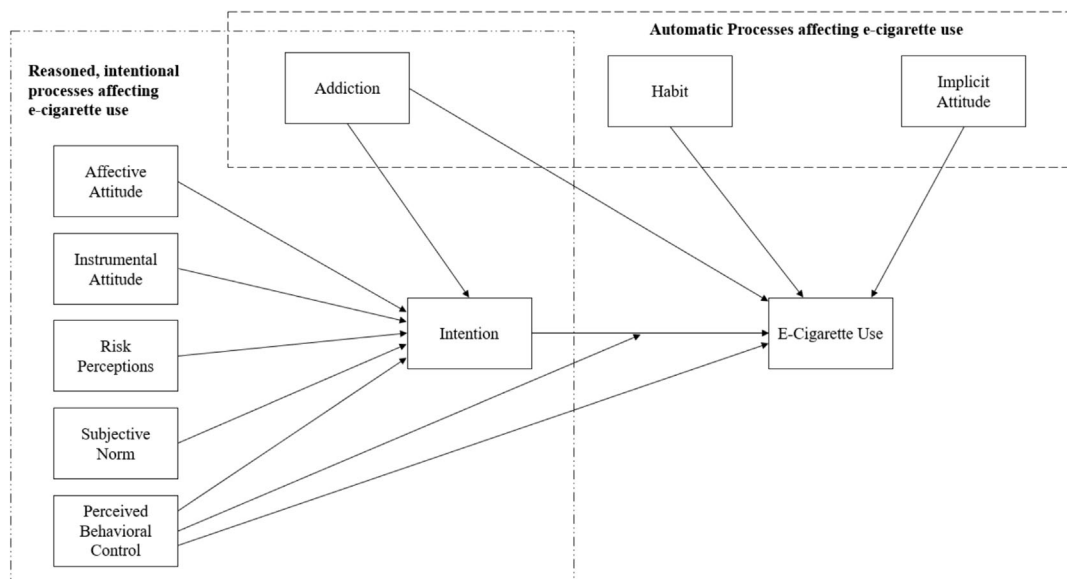 Automatic Processes affecting e-cigarette use
Reasoned, intentional
processes affecting
e-cigarette use
Addiction
Habit
Implicit
Attitude
Affective
Attitude
Instrumental
Attitude
Risk
Perceptions
Subjective
Norm
Perceived
Behavioral
Control
Intention
E-Cigarette Use